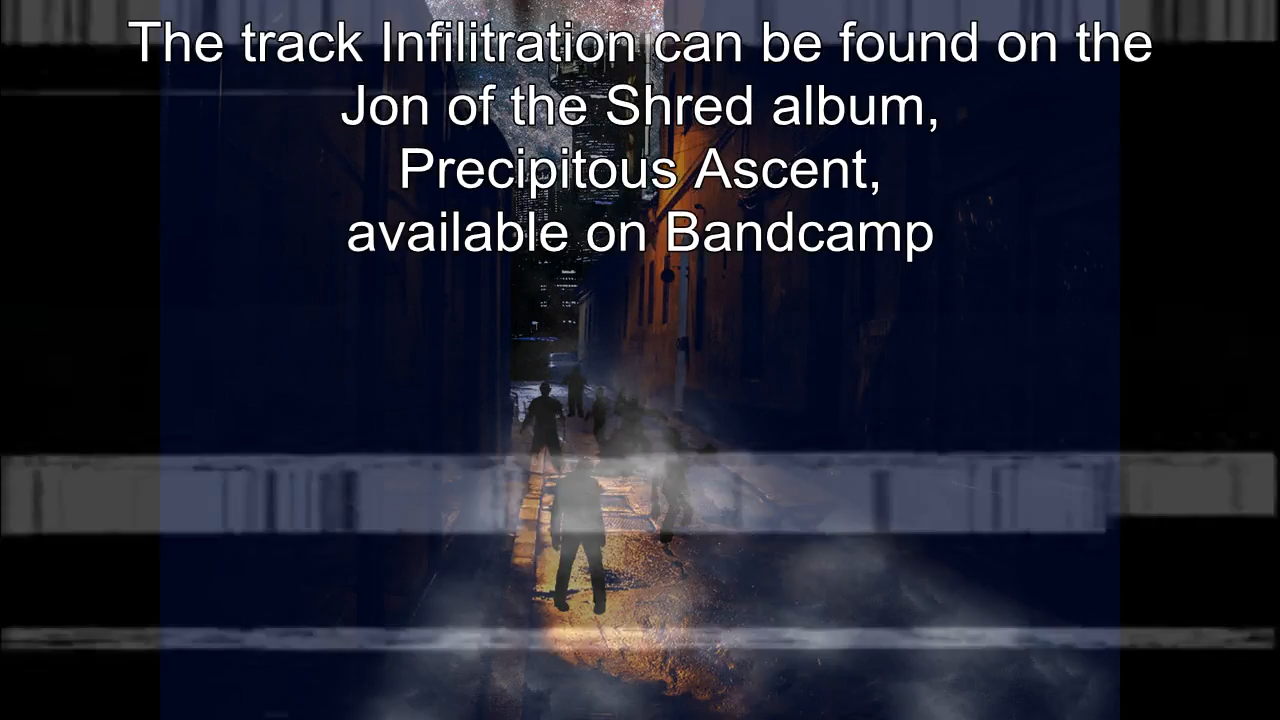 The track Infilitration can be found on the
Jon of the Shred album,
Precipitous Ascent,
available on Bandcamp